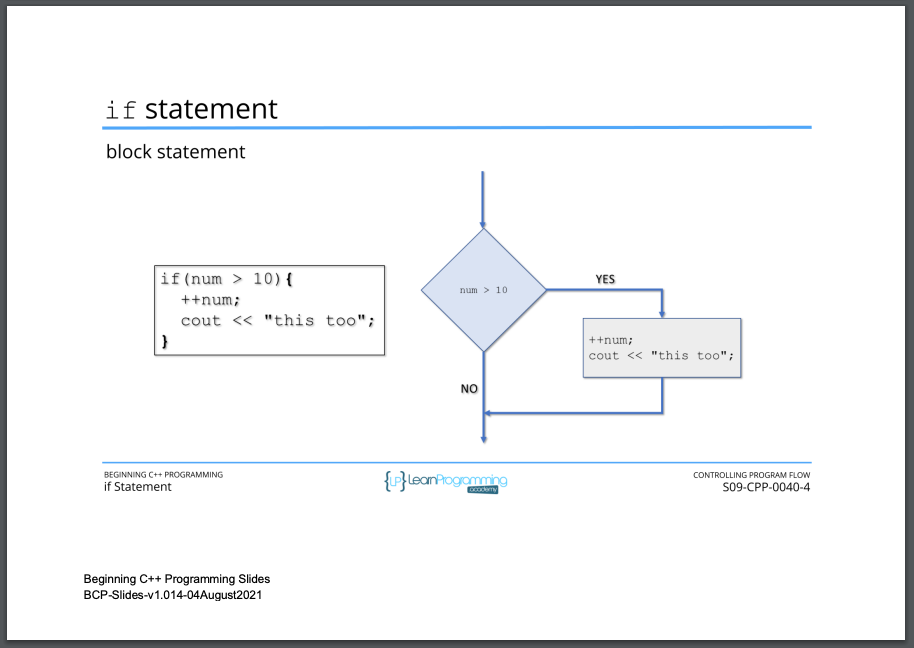 if statement
block statement
if(num > 10){
++num;
cout << "this too";
}
num > 10
YES
++num;
cout << "this too";
NO
BEGINNING C++ PROGRAMMING
if Statement
{LP}LearnProgramming
academy
CONTROLLING PROGRAM FLOW
S09-CPP-0040-4
Beginning C++ Programming Slides
BCP-Slides-v1.014-04August2021